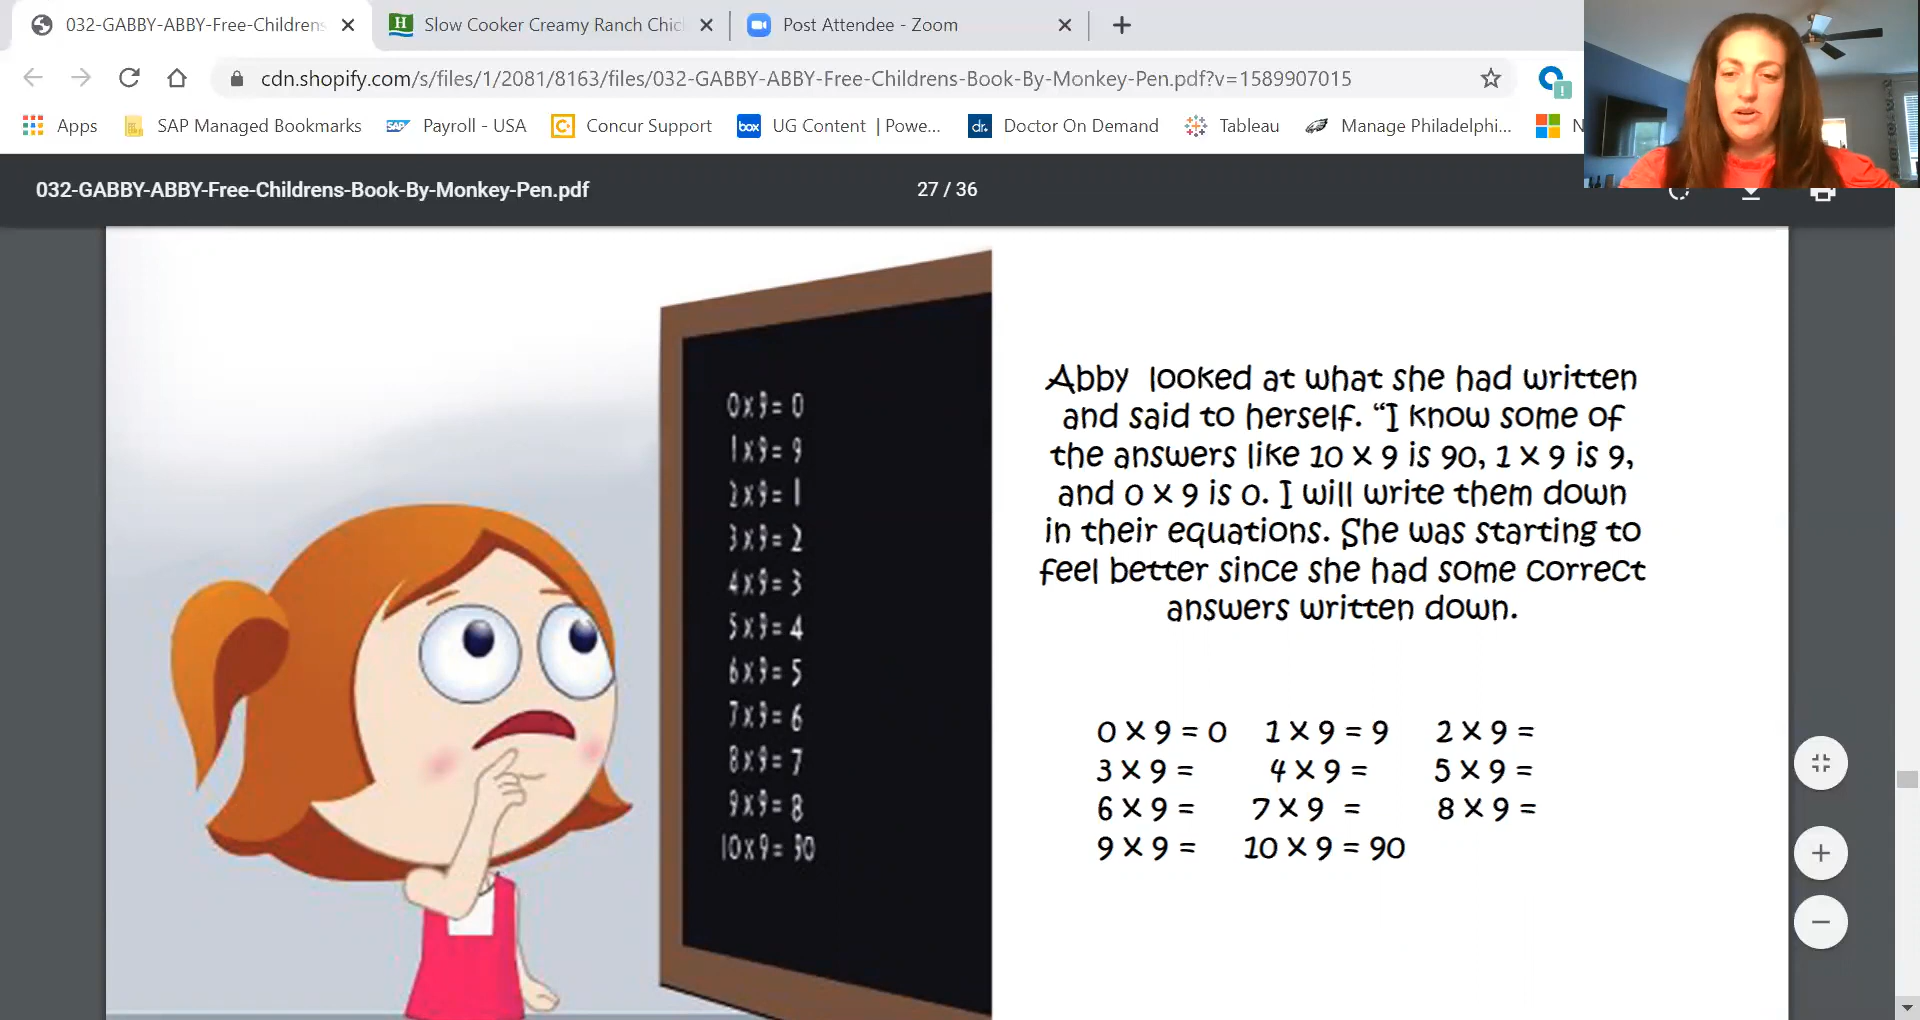 032-GABBY-ABBY-Free-Childrens
Slow Cooker Creamy Ranch Chic
Post Attendee - Zoom
cdn.shopify.com/s/files/1/2081/8163/files/032-GABBY-ABBY-Free-Childrens-Book-By-Monkey-Pen.pdf?v=1589907015
Apps SAP Managed Bookmarks SAP Payroll - USA Concur Support box UG Content | Powe... dr. Doctor On Demand Tableau Manage Philadelphi... N
032-GABBY-ABBY-Free-Childrens-Book-By-Monkey-Pen.pdf 27 / 36
0x9= 0
1x9= 9
2x9= 1
3x9= 2
4x9= 3
5x9= 4
6x9= 5
7x9= 6
8x9= 7
9x9= 8
10x9= 90
Abby looked at what she had written
and said to herself. “I know some of
the answers like 10 X 9 is 90, 1 X 9 is 9,
and 0 X 9 is 0. I will write them down
in their equations. She was starting to
feel better since she had some correct
answers written down.
0 X 9 = 0 1 X 9 = 9 2 X 9 =
3 X 9 = 4 X 9 = 5 X 9 =
6 X 9 = 7 X 9 = 8 X 9 =
9 X 9 = 10 X 9 = 90